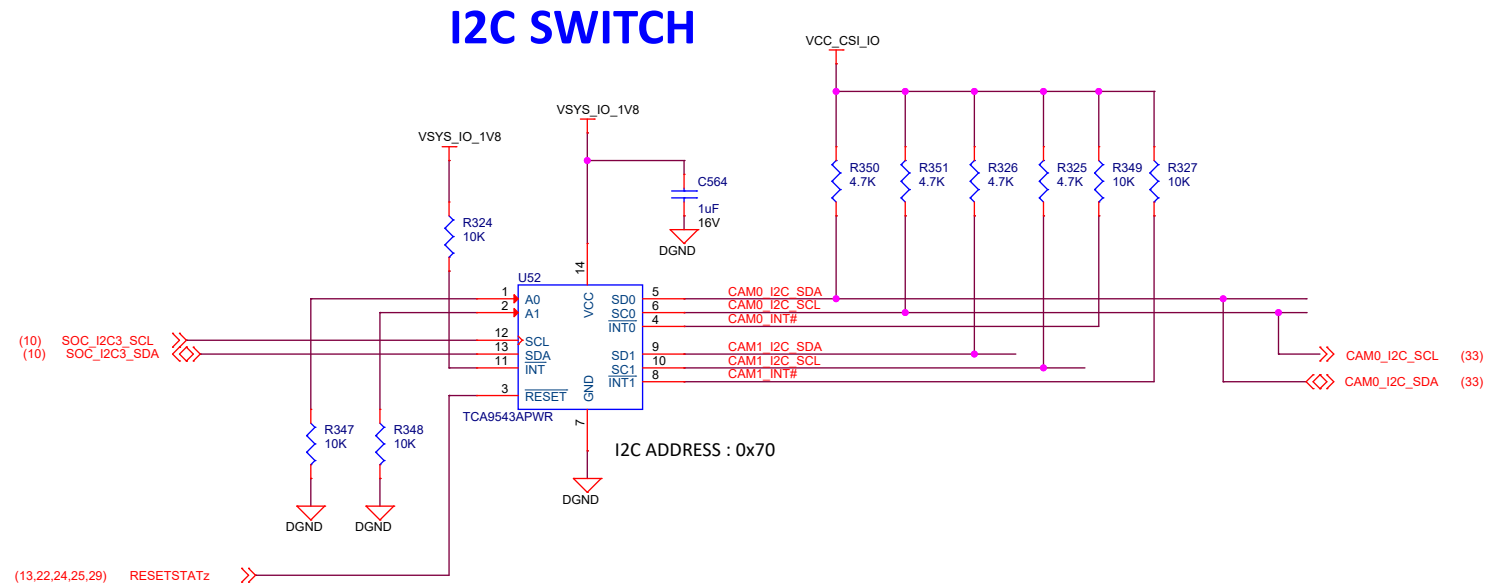 I2C SWITCH
VCC_CSI_IO
VSYS_IO_1V8
VSYS_IO_1V8
R350
4.7K
R351
4.7K
R326
4.7K
R325
4.7K
R349
10K
R327
10K
C564
1uF
16V
DGND
R324
10K
U52
14
VCC
1 A0
2 A1
12 SCL
13 SDA
11 INT
3 RESET
GND
7
SD0 5 CAM0_I2C_SDA
SC0 6 CAM0_I2C_SCL
INT0 4 CAM0_INT#
SD1 9 CAM1_I2C_SDA
SC1 10 CAM1_I2C_SCL
INT1 8 CAM1_INT#
TCA9543APWR
(10) SOC_I2C3_SCL
(10) SOC_I2C3_SDA
CAM0_I2C_SCL (33)
CAM0_I2C_SDA (33)
R347
10K
R348
10K
I2C ADDRESS : 0x70
DGND
DGND
DGND
(13,22,24,25,29) RESETSTATz